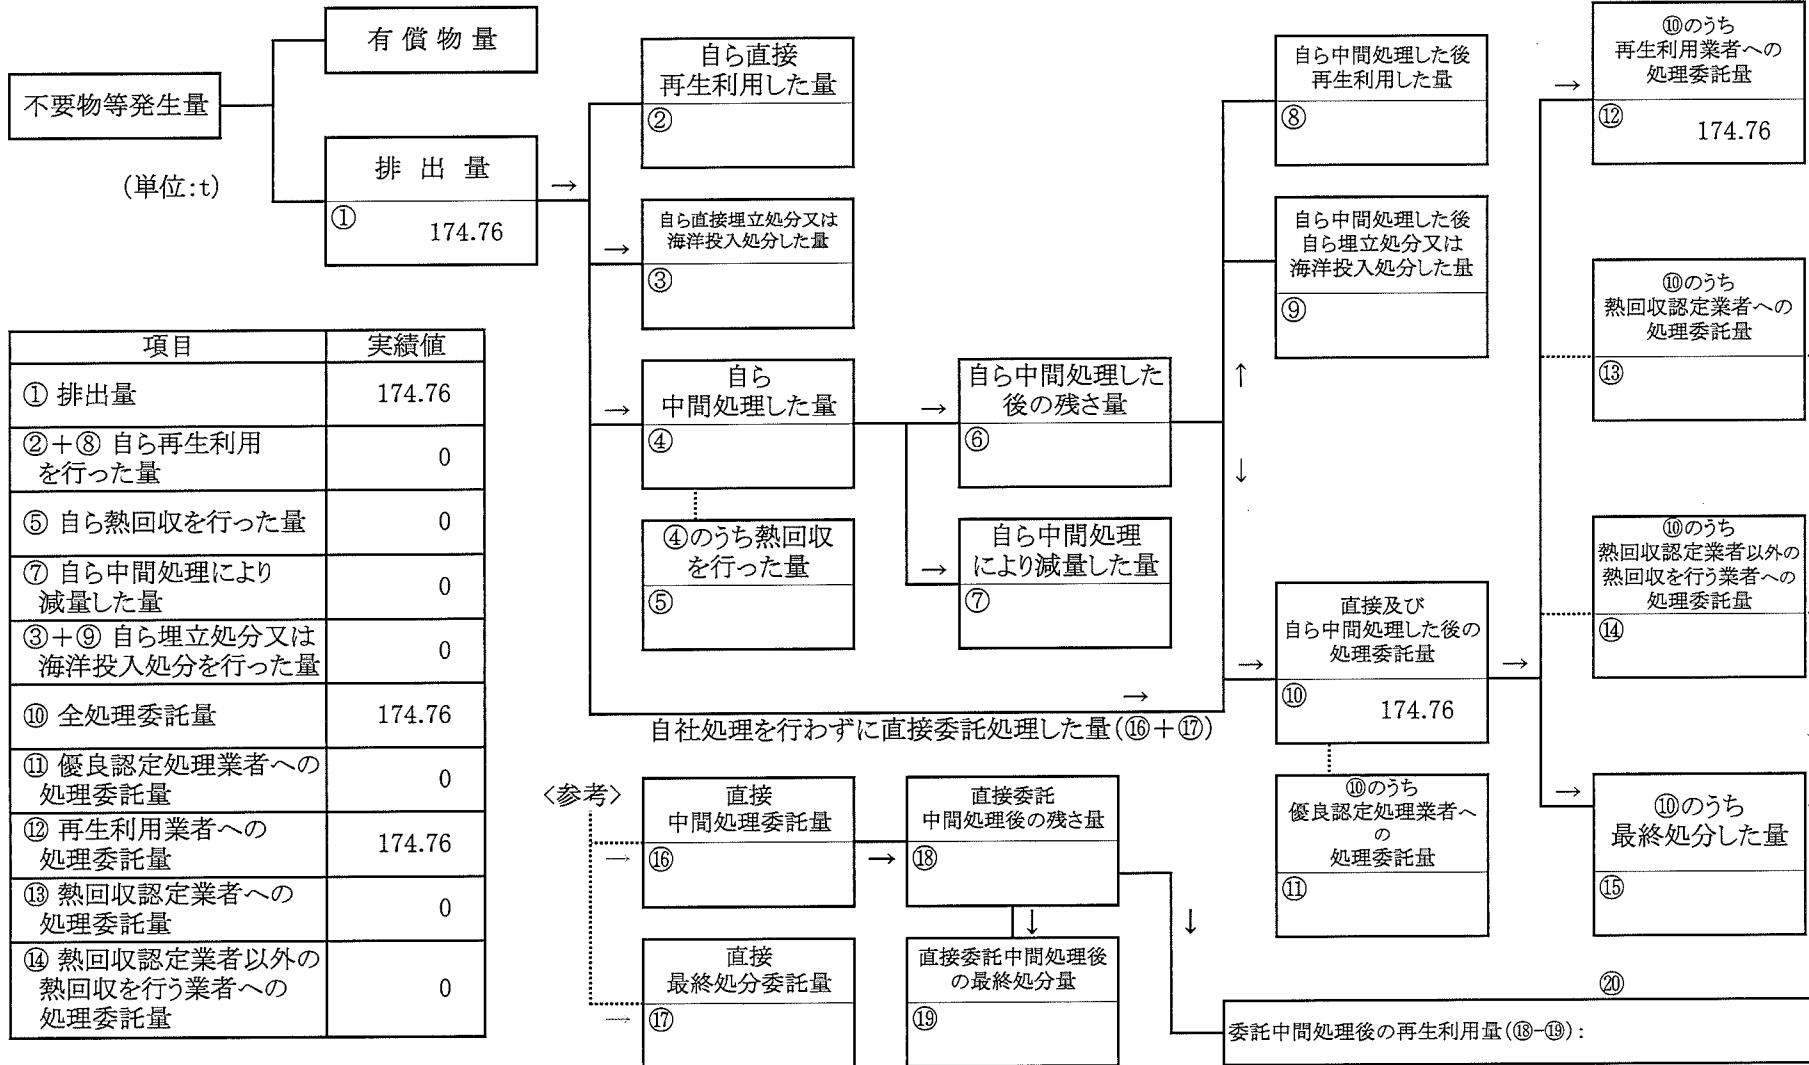 不要物等発生量
(単位:t)
有償物量
排出量
①
174.76
自ら直接
再生利用した量
②
自ら直接埋立処分又は
海洋投入処分した量
③
自ら
中間処理した量
④
④のうち熱回収
を行った量
⑤
自ら中間処理した
後の残さ量
⑥
自ら中間処理
により減量した量
⑦
自ら中間処理した後
再生利用した量
⑧
自ら中間処理した後
自ら埋立処分又は
海洋投入処分した量
⑨
直接及び
自ら中間処理した後の
処理委託量
⑩
174.76
⑩のうち
優良認定処理業者へ
の
処理委託量
⑪
⑩のうち
再生利用業者への
処理委託量
⑫
174.76
⑩のうち
熱回収認定業者への
処理委託量
⑬
⑩のうち
熱回収認定業者以外の
熱回収を行う業者への
処理委託量
⑭
⑩のうち
最終処分した量
⑮
自社処理を行わずに直接委託処理した量(⑯+⑰)
〈参考〉
直接
中間処理委託量
⑯
直接
最終処分委託量
⑰
直接委託
中間処理後の残さ量
⑱
直接委託中間処理後
の最終処分量
⑲
⑳
委託中間処理後の再生利用量(⑱-⑲):
項目 実績値
① 排出量 174.76
②+⑧ 自ら再生利用
を行った量 0
⑤ 自ら熱回収を行った量 0
⑦ 自ら中間処理により
減量した量 0
③+⑨ 自ら埋立処分又は
海洋投入処分を行った量 0
⑩ 全処理委託量 174.76
⑪ 優良認定処理業者への
処理委託量 0
⑫ 再生利用業者への
処理委託量 174.76
⑬ 熱回収認定業者への
処理委託量 0
⑭ 熱回収認定業者以外の
熱回収を行う業者への
処理委託量 0